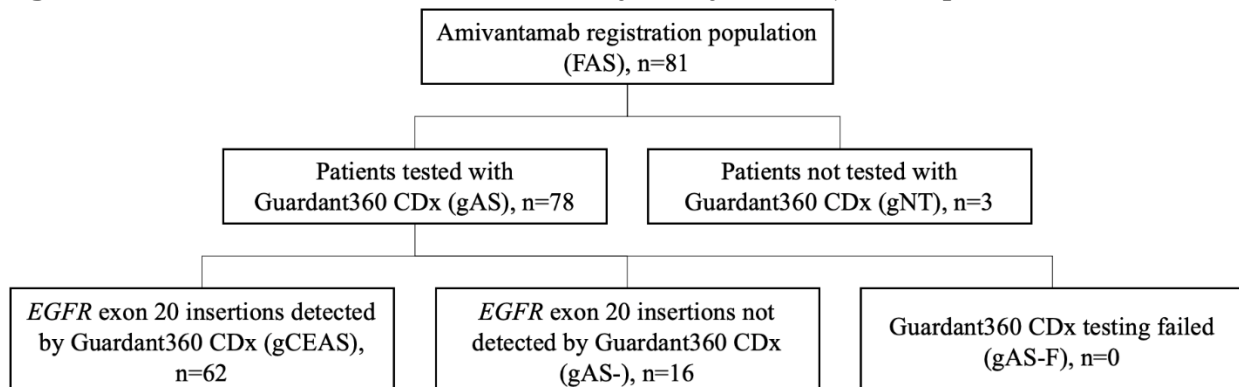 Amivantamab registration population
(FAS), n=81
Patients tested with
Guardant360 CDx (gAS), n=78
Patients not tested with
Guardant360 CDx (gNT), n=3
EGFR exon 20 insertions detected
by Guardant360 CDx (gCEAS),
n=62
EGFR exon 20 insertions not
detected by Guardant360 CDx
(gAS-), n=16
Guardant360 CDx testing failed
(gAS-F), n=0